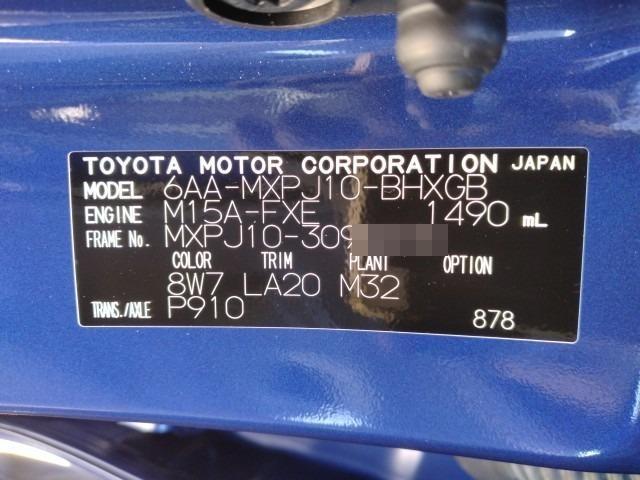 TOYOTA MOTOR CORPORATION JAPAN
MODEL 6AA-MXPJ10-BHXGB
ENGINE M15A-FXE 1490 mL
FRAME No. MXPJ10-309
COLOR TRIM PLANT OPTION
8W7 LA20 M32
TRANS./AXLE P910
878